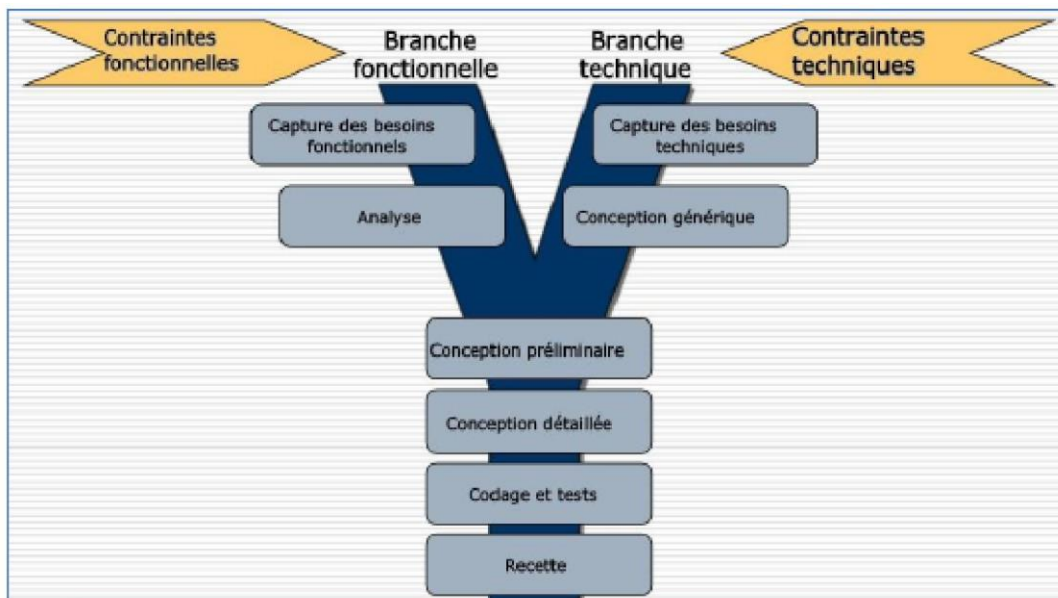 Contraintes
fonctionnelles
Branche
fonctionnelle
Branche
technique
Contraintes
techniques
Capture des besoins
fonctionnels
Capture des besoins
techniques
Analyse
Conception générique
Conception préliminaire
Conception détaillée
Codage et tests
Recette